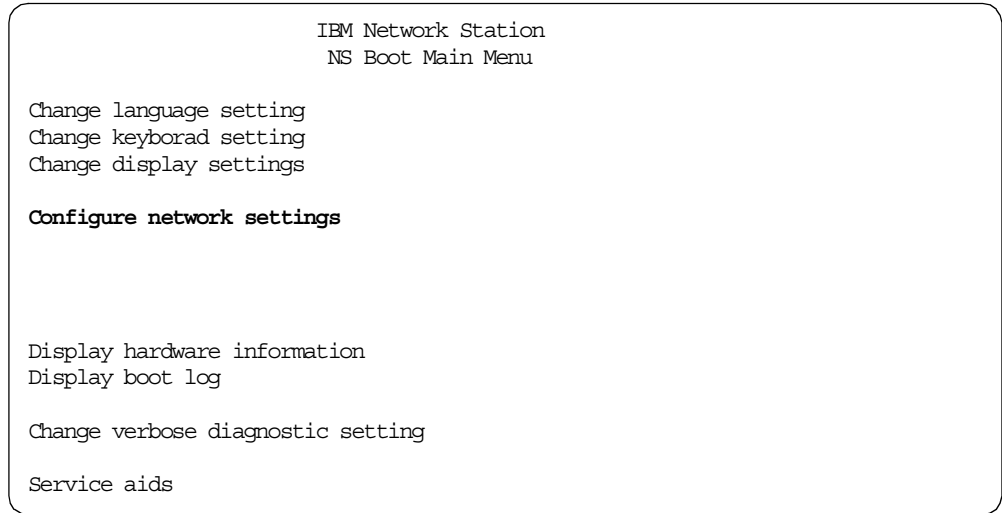 IBM Network Station
NS Boot Main Menu
Change language setting
Change keyborad setting
Change display settings
Configure network settings
Display hardware information
Display boot log
Change verbose diagnostic setting
Service aids